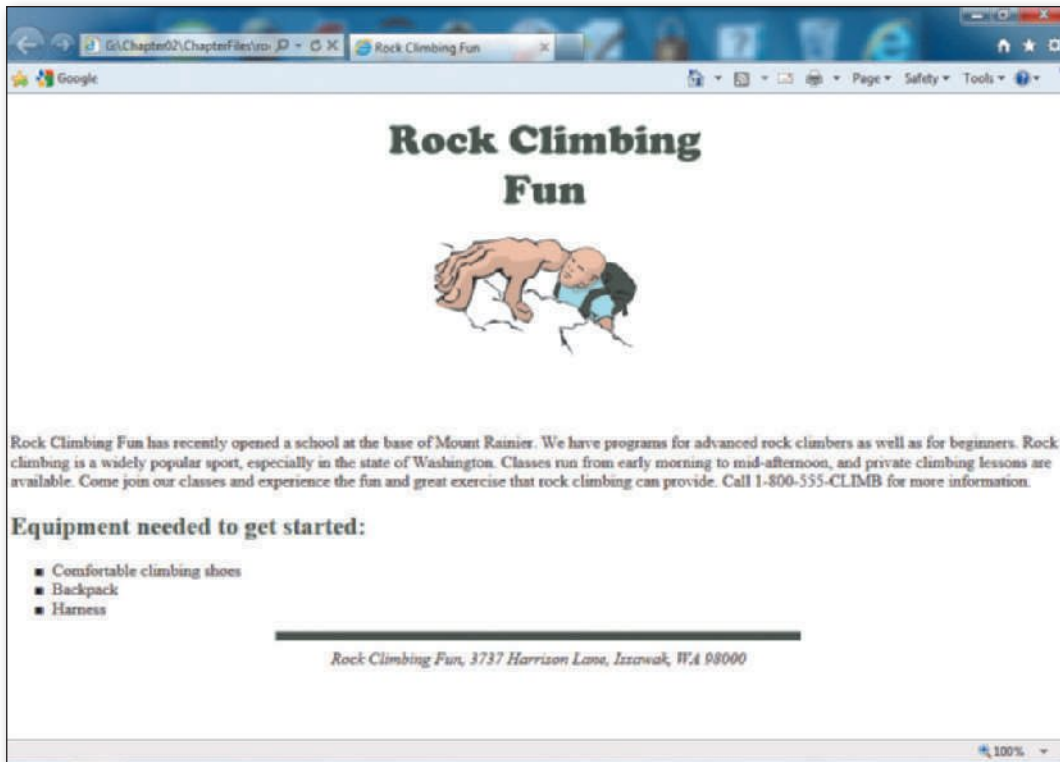 G:\Chapter02\ChapterFiles\ro
Rock Climbing Fun
Google
Page Safety Tools
Rock Climbing
Fun
Rock Climbing Fun has recently opened a school at the base of Mount Rainier. We have programs for advanced rock climbers as well as for beginners. Rock
climbing is a widely popular sport, especially in the state of Washington. Classes run from early morning to mid-afternoon, and private climbing lessons are
available. Come join our classes and experience the fun and great exercise that rock climbing can provide. Call 1-800-555-CLIMB for more information.
Equipment needed to get started:
Comfortable climbing shoes
Backpack
Harness
Rock Climbing Fun, 3737 Harrison Lane, Izzawak, WA 98000
100%